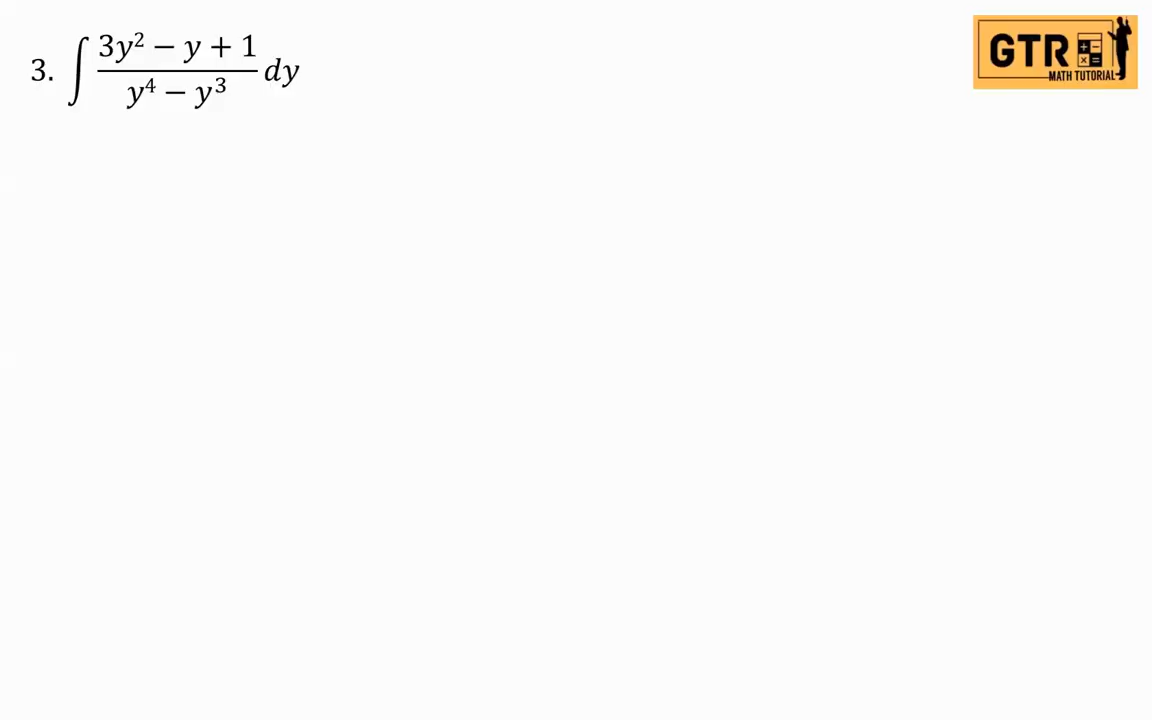 3. ∫ (3y² − y + 1)/(y⁴ − y³) dy
GTR
MATH TUTORIAL